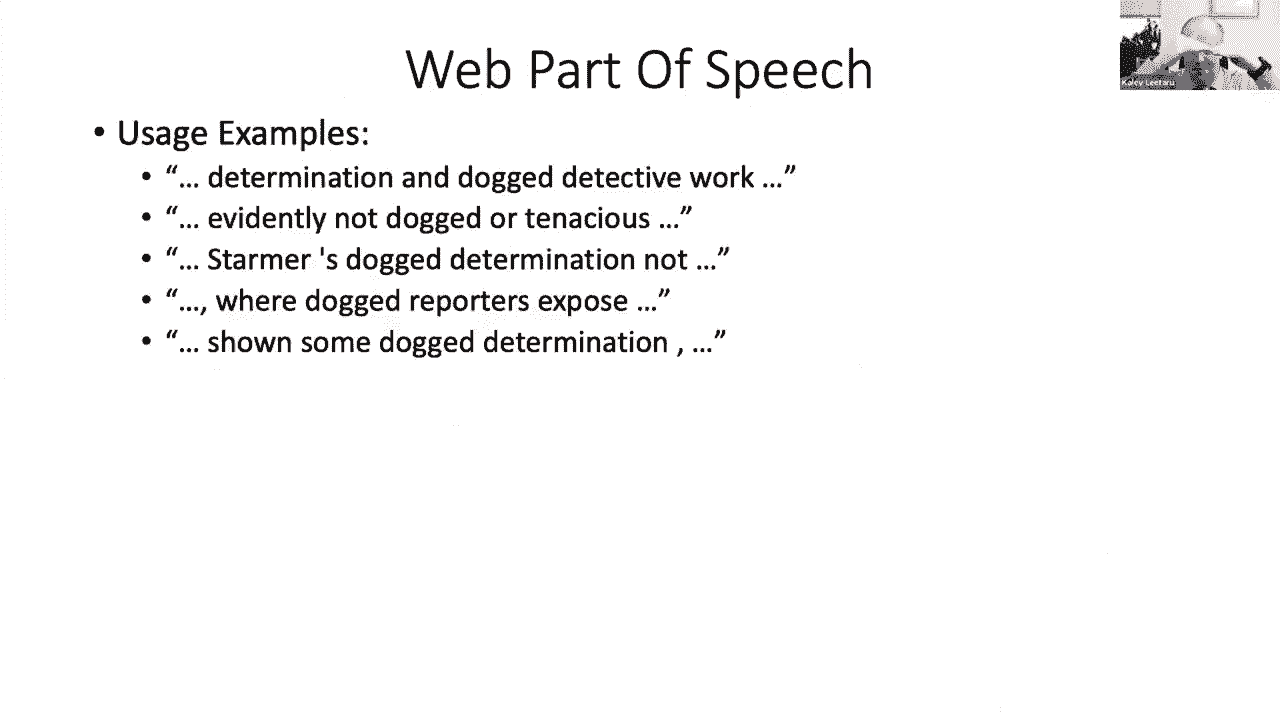 Web Part Of Speech
Kalev Leetaru
• Usage Examples:
• “… determination and dogged detective work …”
• “… evidently not dogged or tenacious …”
• “… Starmer 's dogged determination not …”
• “…, where dogged reporters expose …”
• “… shown some dogged determination , …”